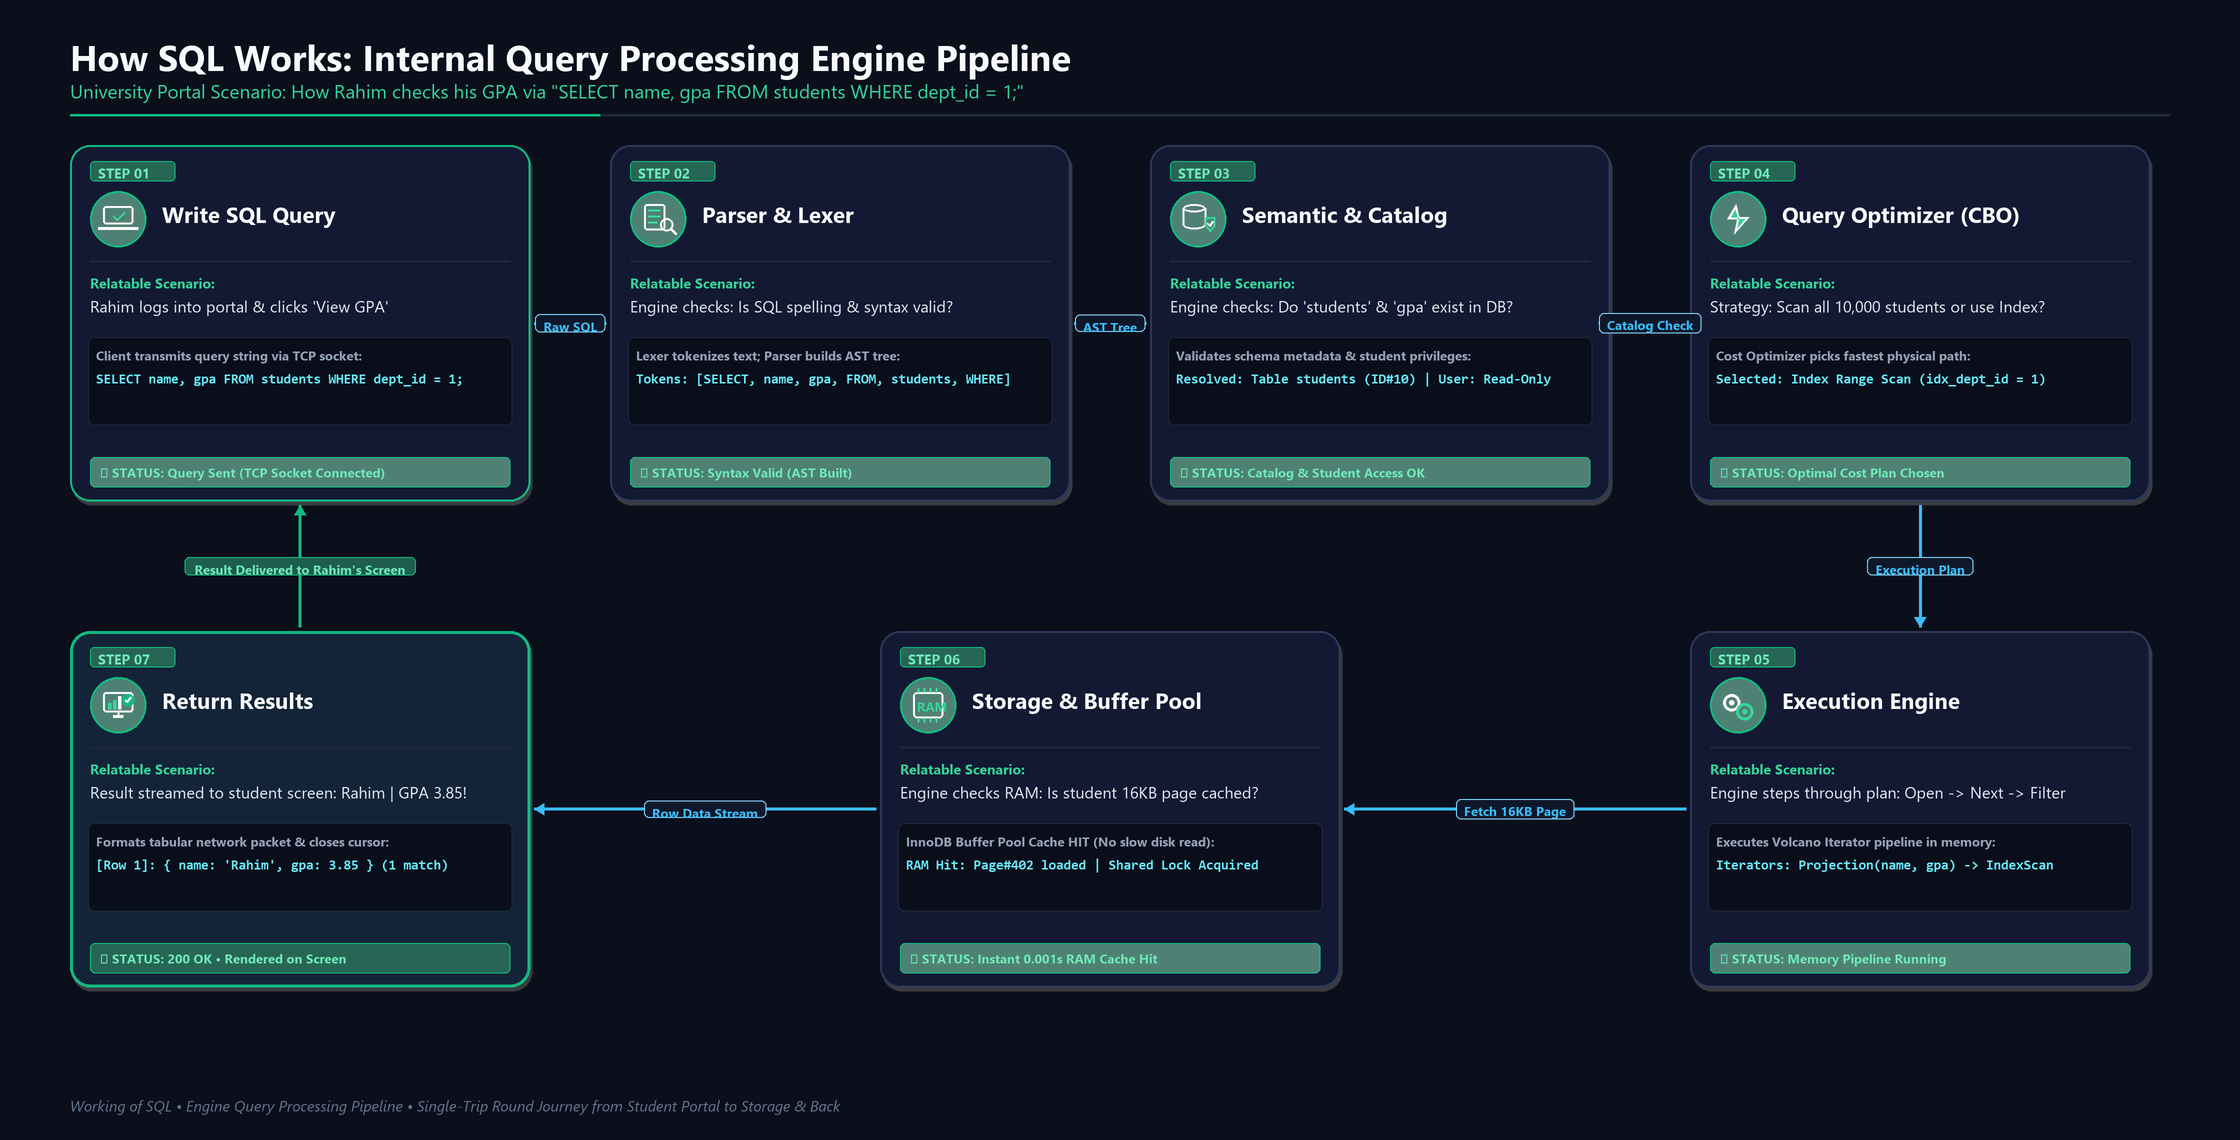 How SQL Works: Internal Query Processing Engine Pipeline
University Portal Scenario: How Rahim checks his GPA via "SELECT name, gpa FROM students WHERE dept_id = 1;"
STEP 01
Write SQL Query
Relatable Scenario:
Rahim logs into portal & clicks 'View GPA'
Client transmits query string via TCP socket:
SELECT name, gpa FROM students WHERE dept_id = 1;
STATUS: Query Sent (TCP Socket Connected)
Raw SQL
STEP 02
Parser & Lexer
Relatable Scenario:
Engine checks: Is SQL spelling & syntax valid?
Lexer tokenizes text; Parser builds AST tree:
Tokens: [SELECT, name, gpa, FROM, students, WHERE]
STATUS: Syntax Valid (AST Built)
AST Tree
STEP 03
Semantic & Catalog
Relatable Scenario:
Engine checks: Do 'students' & 'gpa' exist in DB?
Validates schema metadata & student privileges:
Resolved: Table students (ID#10) | User: Read-Only
STATUS: Catalog & Student Access OK
Catalog Check
STEP 04
Query Optimizer (CBO)
Relatable Scenario:
Strategy: Scan all 10,000 students or use Index?
Cost Optimizer picks fastest physical path:
Selected: Index Range Scan (idx_dept_id = 1)
STATUS: Optimal Cost Plan Chosen
Execution Plan
STEP 05
Execution Engine
Relatable Scenario:
Engine steps through plan: Open -> Next -> Filter
Executes Volcano Iterator pipeline in memory:
Iterators: Projection(name, gpa) -> IndexScan
STATUS: Memory Pipeline Running
Fetch 16KB Page
STEP 06
RAM
Storage & Buffer Pool
Relatable Scenario:
Engine checks RAM: Is student 16KB page cached?
InnoDB Buffer Pool Cache HIT (No slow disk read):
RAM Hit: Page#402 loaded | Shared Lock Acquired
STATUS: Instant 0.001s RAM Cache Hit
Row Data Stream
STEP 07
Return Results
Relatable Scenario:
Result streamed to student screen: Rahim | GPA 3.85!
Formats tabular network packet & closes cursor:
[Row 1]: { name: 'Rahim', gpa: 3.85 } (1 match)
STATUS: 200 OK • Rendered on Screen
Result Delivered to Rahim's Screen
Working of SQL • Engine Query Processing Pipeline • Single-Trip Round Journey from Student Portal to Storage & Back